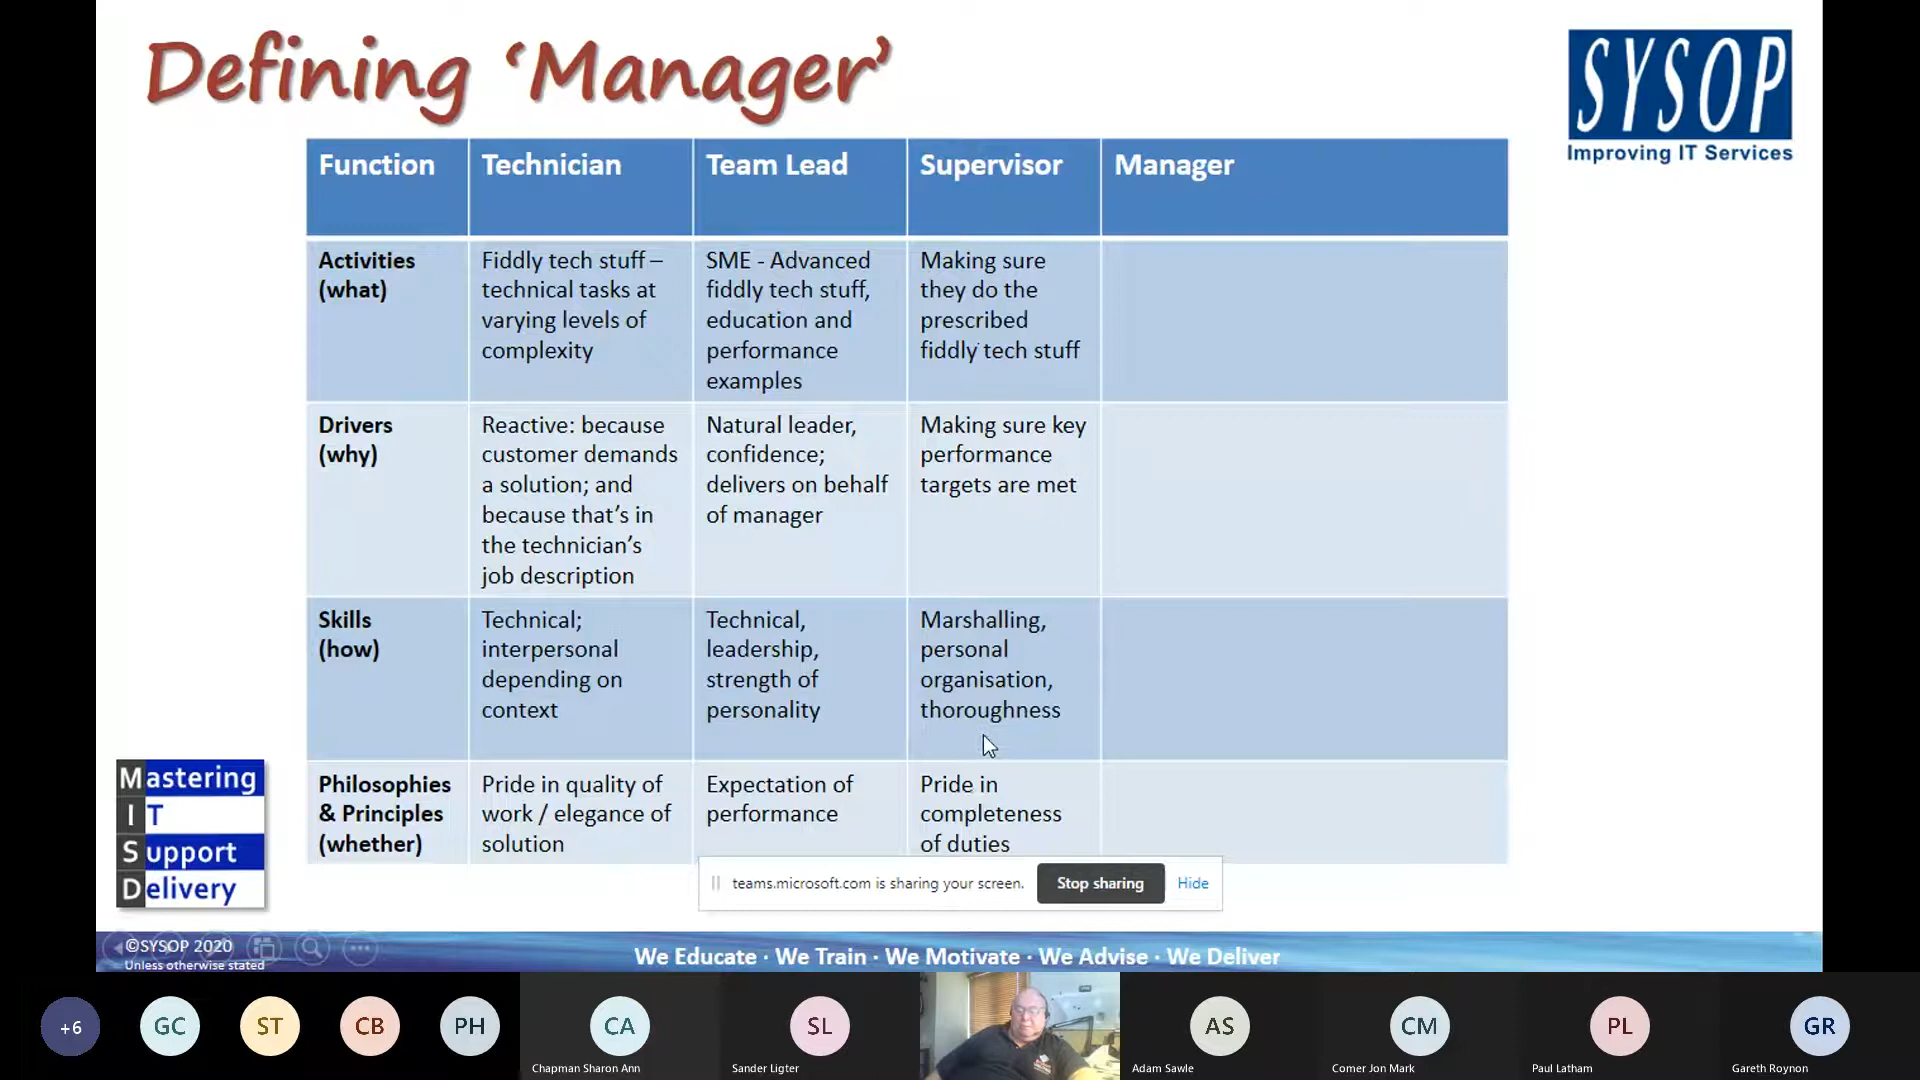 Defining ‘Manager’
SYSOP
Improving IT Services
Function
Technician
Team Lead
Supervisor
Manager
Activities
(what)
Fiddly tech stuff –
technical tasks at
varying levels of
complexity
SME - Advanced
fiddly tech stuff,
education and
performance
examples
Making sure
they do the
prescribed
fiddly tech stuff
Drivers
(why)
Reactive: because
customer demands
a solution; and
because that’s in
the technician’s
job description
Natural leader,
confidence;
delivers on behalf
of manager
Making sure key
performance
targets are met
Skills
(how)
Technical;
interpersonal
depending on
context
Technical,
leadership,
strength of
personality
Marshalling,
personal
organisation,
thoroughness
Philosophies
& Principles
(whether)
Pride in quality of
work / elegance of
solution
Expectation of
performance
Pride in
completeness
of duties
Mastering
IT
Support
Delivery
teams.microsoft.com is sharing your screen.
Stop sharing
Hide
©SYSOP 2020
Unless otherwise stated
We Educate · We Train · We Motivate · We Advise · We Deliver
+6
GC
ST
CB
PH
CA
Chapman Sharon Ann
SL
Sander Ligter
AS
Adam Sawle
CM
Comer Jon Mark
PL
Paul Latham
GR
Gareth Roynon